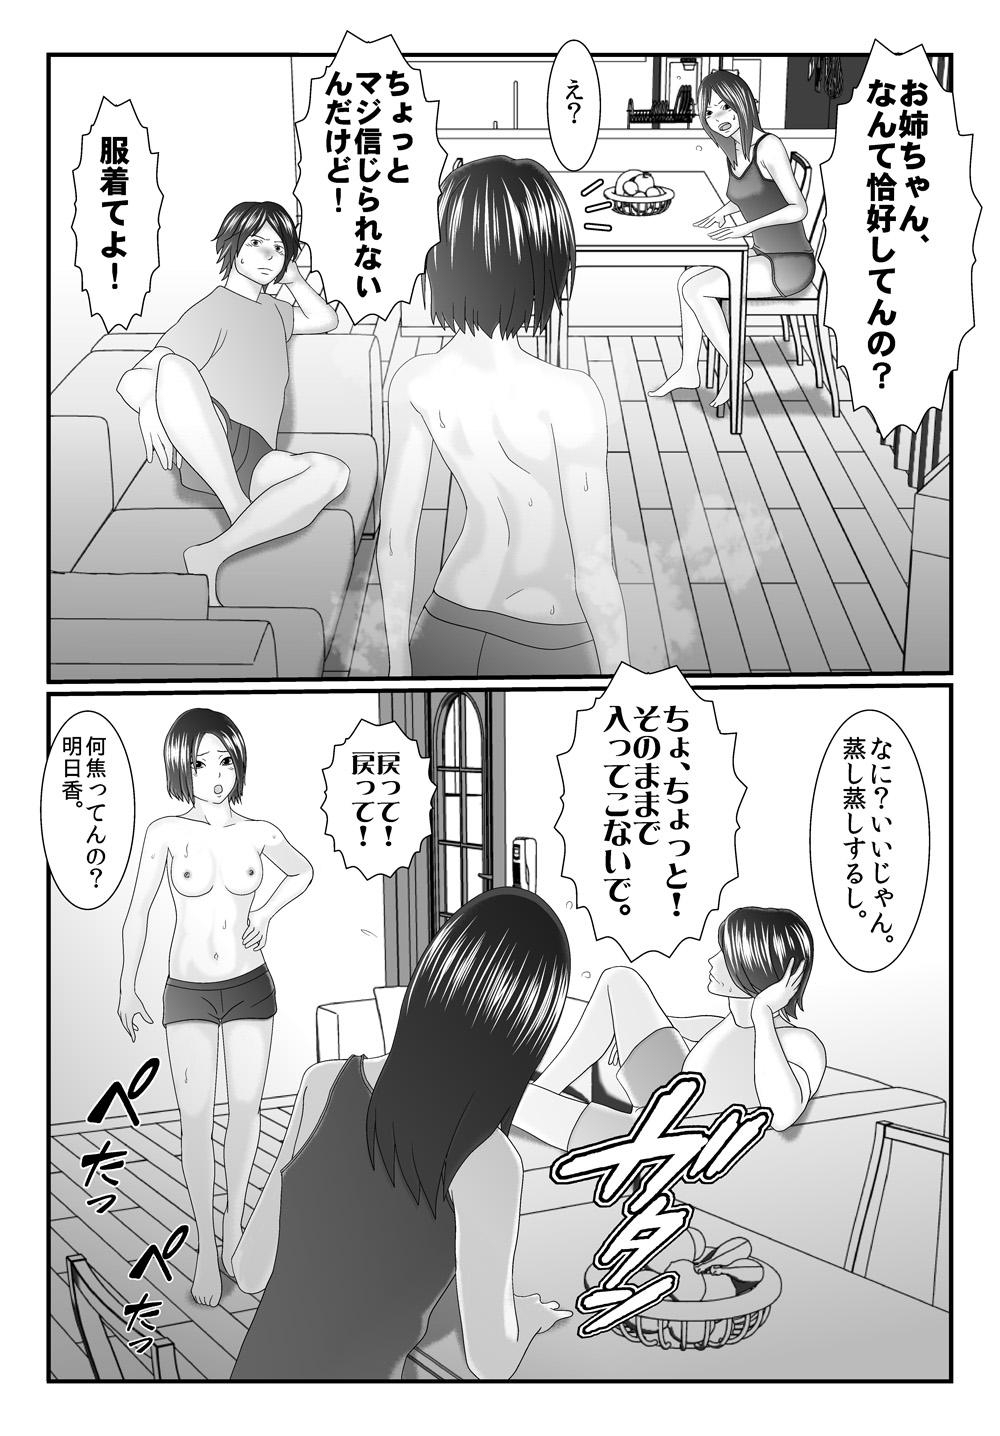 お姉ちゃん、
なんて恰好してんの？
え？
ちょっと
マジ信じられない
んだけど！
服着てよ！
なに？いいじゃん。
蒸し蒸しするし。
ちょ、ちょっと！
そのままで
入ってこないで。
戻って！
戻って！
何焦ってんの？
明日香。
ガタン
ペたっ
ペたっ